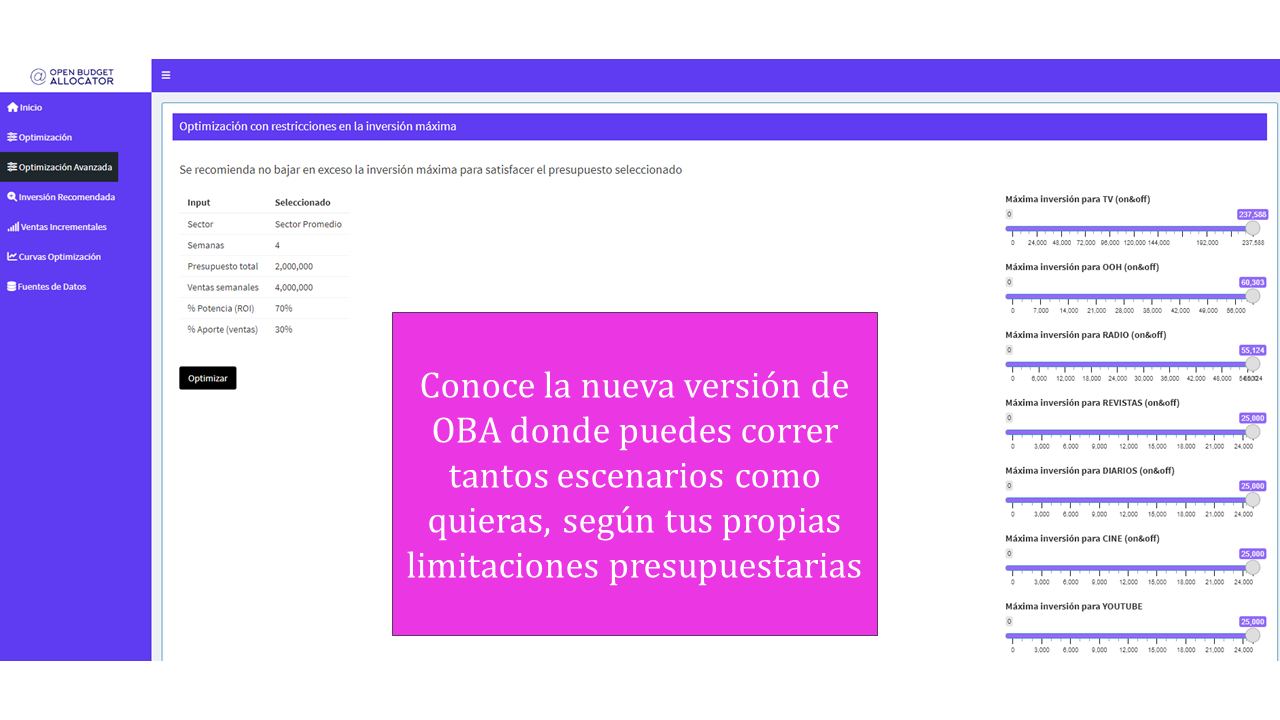 @ OPEN BUDGET
ALLOCATOR
Inicio
Optimización
Optimización Avanzada
Inversión Recomendada
Ventas Incrementales
Curvas Optimización
Fuentes de Datos
Optimización con restricciones en la inversión máxima
Se recomienda no bajar en exceso la inversión máxima para satisfacer el presupuesto seleccionado
Input Seleccionado
Sector Sector Promedio
Semanas 4
Presupuesto total 2,000,000
Ventas semanales 4,000,000
% Potencia (ROI) 70%
% Aporte (ventas) 30%
Optimizar
Conoce la nueva versión de
OBA donde puedes correr
tantos escenarios como
quieras, según tus propias
limitaciones presupuestarias
Máxima inversión para TV (on&off)
0 237,588
0 24,000 48,000 72,000 96,000 120,000 144,000 192,000 237,588
Máxima inversión para OOH (on&off)
0 60,303
0 7,000 14,000 21,000 28,000 35,000 42,000 49,000 56,000
Máxima inversión para RADIO (on&off)
0 55,124
0 6,000 12,000 18,000 24,000 30,000 36,000 42,000 48,000
Máxima inversión para REVISTAS (on&off)
0 25,000
0 3,000 6,000 9,000 12,000 15,000 18,000 21,000 24,000
Máxima inversión para DIARIOS (on&off)
0 25,000
0 3,000 6,000 9,000 12,000 15,000 18,000 21,000 24,000
Máxima inversión para CINE (on&off)
0 25,000
0 3,000 6,000 9,000 12,000 15,000 18,000 21,000 24,000
Máxima inversión para YOUTUBE
0 25,000
0 3,000 6,000 9,000 12,000 15,000 18,000 21,000 24,000